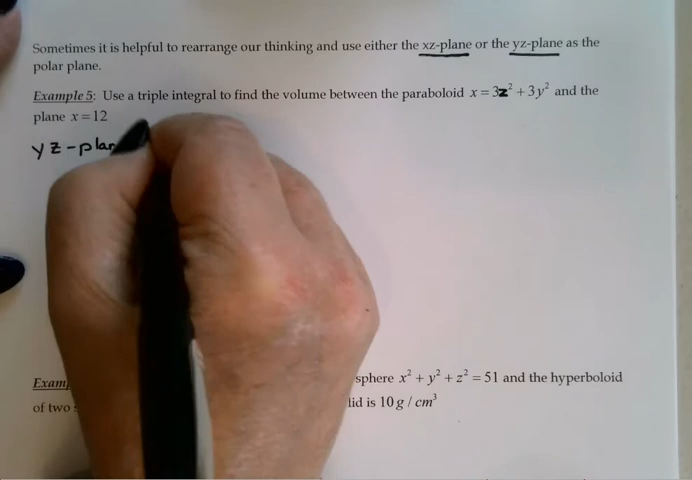 Sometimes it is helpful to rearrange our thinking and use either the xz-plane or the yz-plane as the
polar plane.
Example 5: Use a triple integral to find the volume between the paraboloid x = 3z² + 3y² and the
plane x = 12
yz-plan
sphere x² + y² + z² = 51 and the hyperboloid
of two
is 10 g / cm³